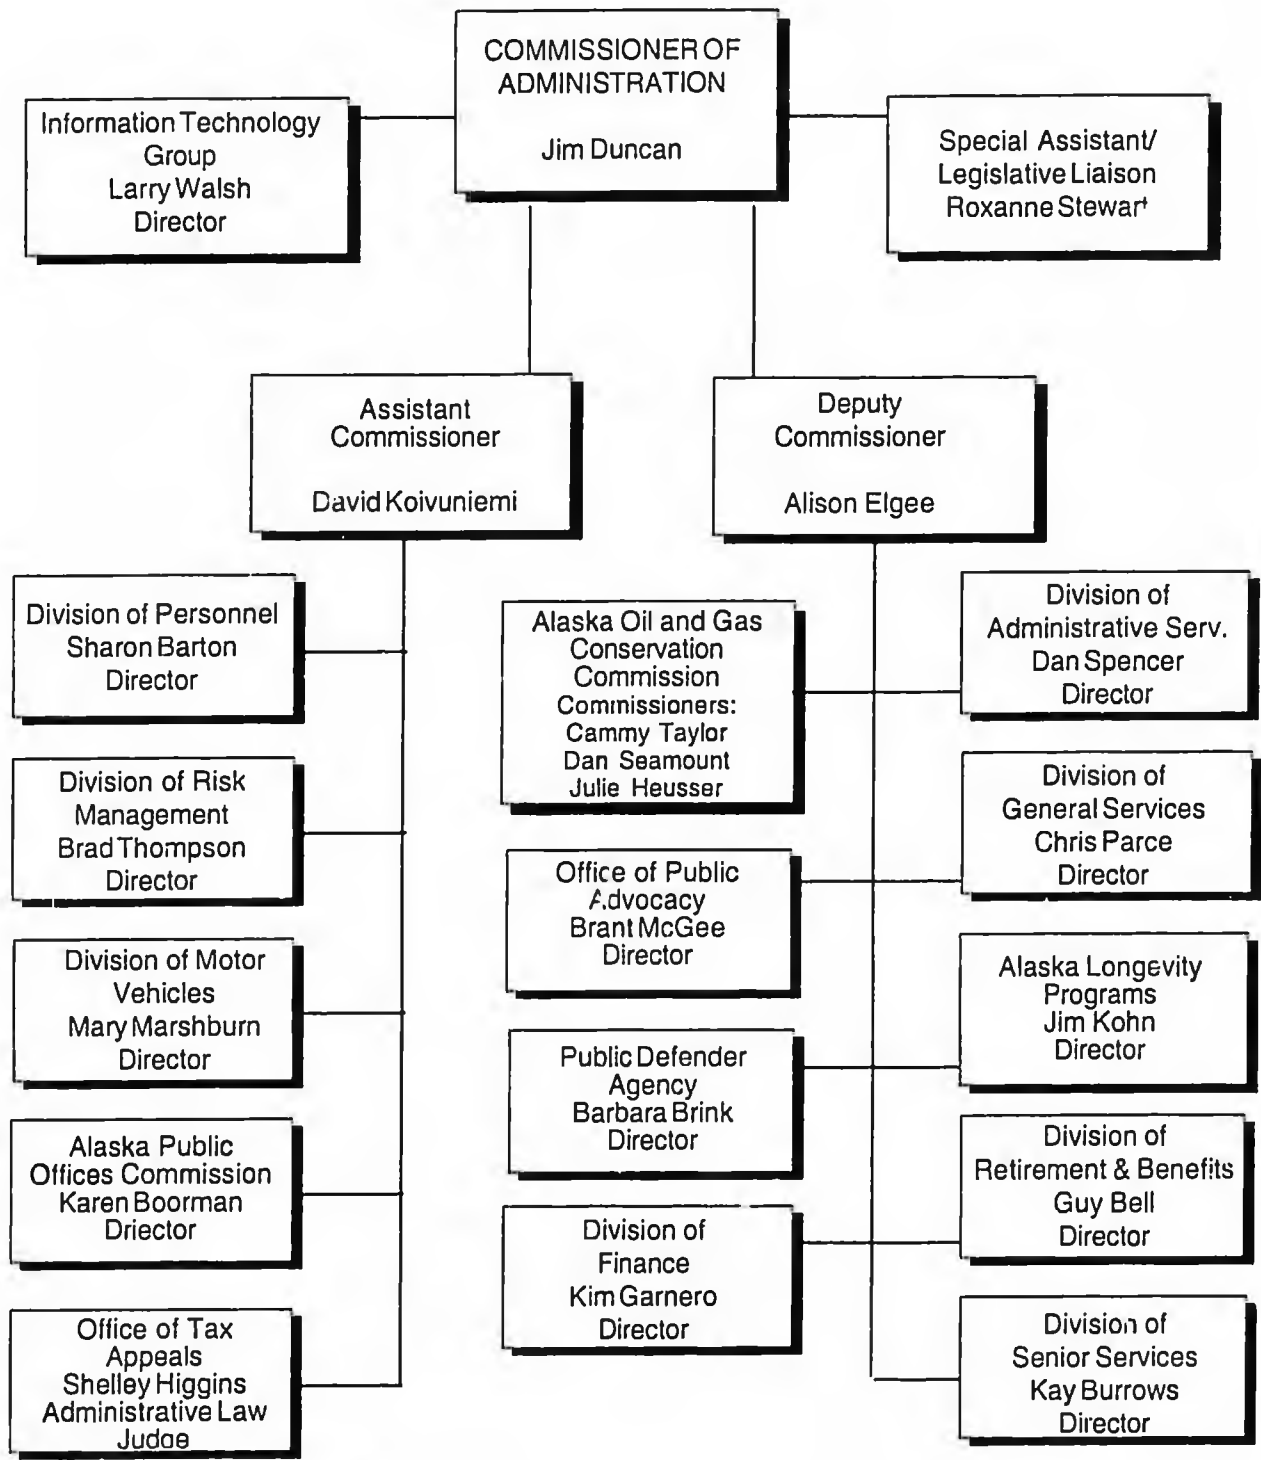 COMMISSIONER OF
ADMINISTRATION
Jim Duncan
Information Technology
Group
Larry Walsh
Director
Special Assistant/
Legislative Liaison
Roxanne Stewart
Assistant
Commissioner
David Koivuniemi
Deputy
Commissioner
Alison Elgee
Division of Personnel
Sharon Barton
Director
Division of Risk
Management
Brad Thompson
Director
Division of Motor
Vehicles
Mary Marshburn
Director
Alaska Public
Offices Commission
Karen Boorman
Driector
Office of Tax
Appeals
Shelley Higgins
Administrative Law
Judge
Alaska Oil and Gas
Conservation
Commission
Commissioners:
Cammy Taylor
Dan Seamount
Julie Heusser
Office of Public
Advocacy
Brant McGee
Director
Public Defender
Agency
Barbara Brink
Director
Division of
Finance
Kim Garnero
Director
Division of
Administrative Serv.
Dan Spencer
Director
Division of
General Services
Chris Parce
Director
Alaska Longevity
Programs
Jim Kohn
Director
Division of
Retirement & Benefits
Guy Bell
Director
Division of
Senior Services
Kay Burrows
Director